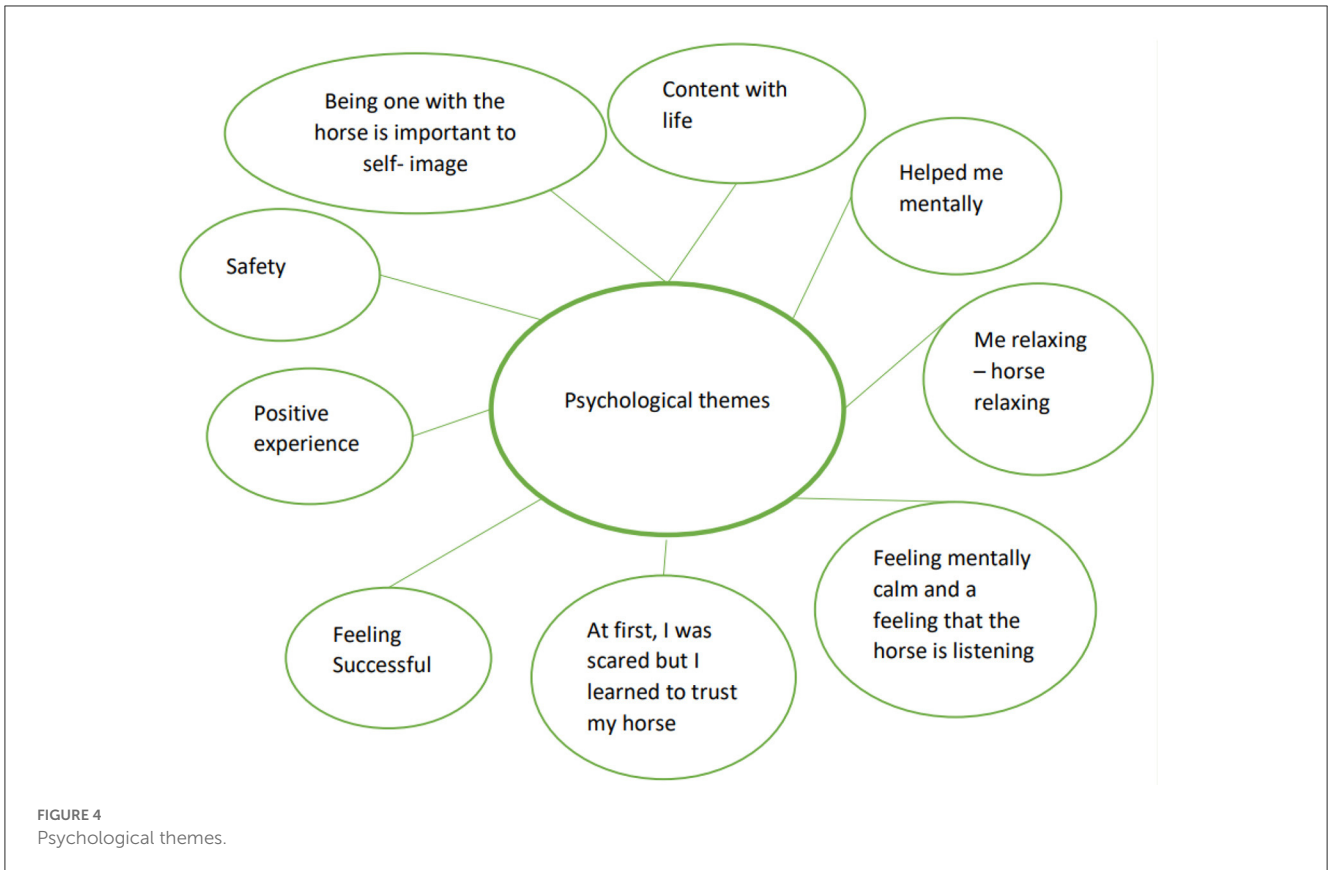 Being one with the
horse is important to
self- image
Content with
life
Helped me
mentally
Safety
Me relaxing
– horse
relaxing
Psychological themes
Positive
experience
Feeling mentally
calm and a
feeling that the
horse is listening
At first, I was
scared but I
learned to trust
my horse
Feeling
Successful
FIGURE 4
Psychological themes.